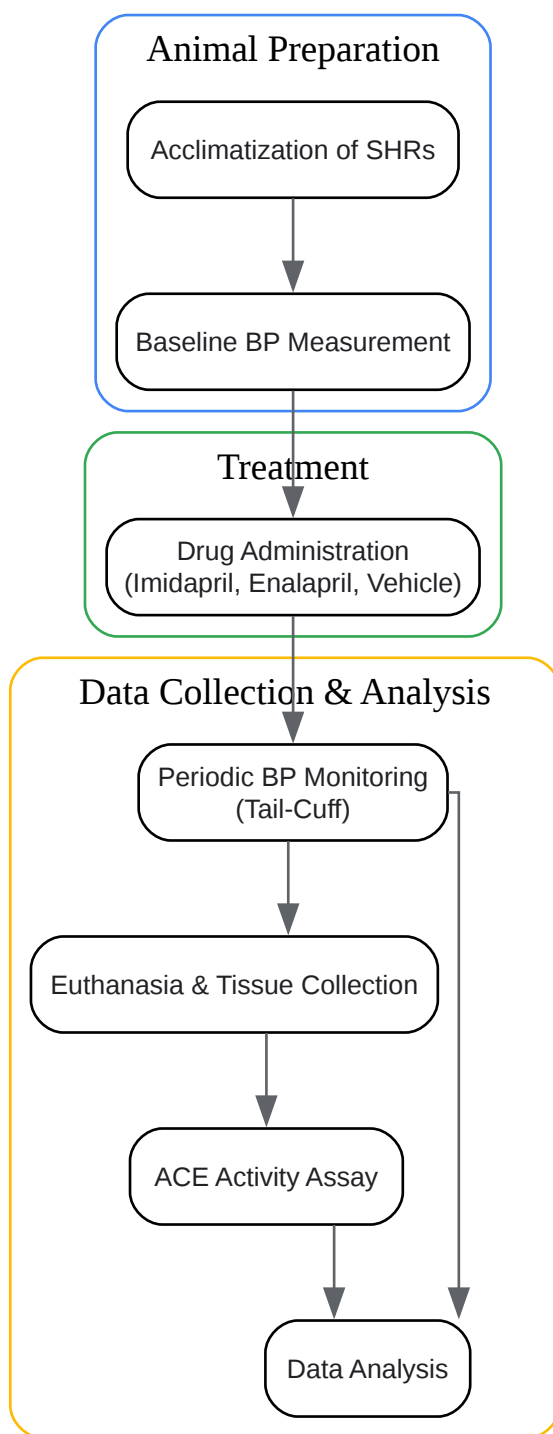 Animal Preparation
Acclimatization of SHRs
Baseline BP Measurement
Treatment
Drug Administration
(Imidapril, Enalapril, Vehicle)
Data Collection & Analysis
Periodic BP Monitoring
(Tail-Cuff)
Euthanasia & Tissue Collection
ACE Activity Assay
Data Analysis